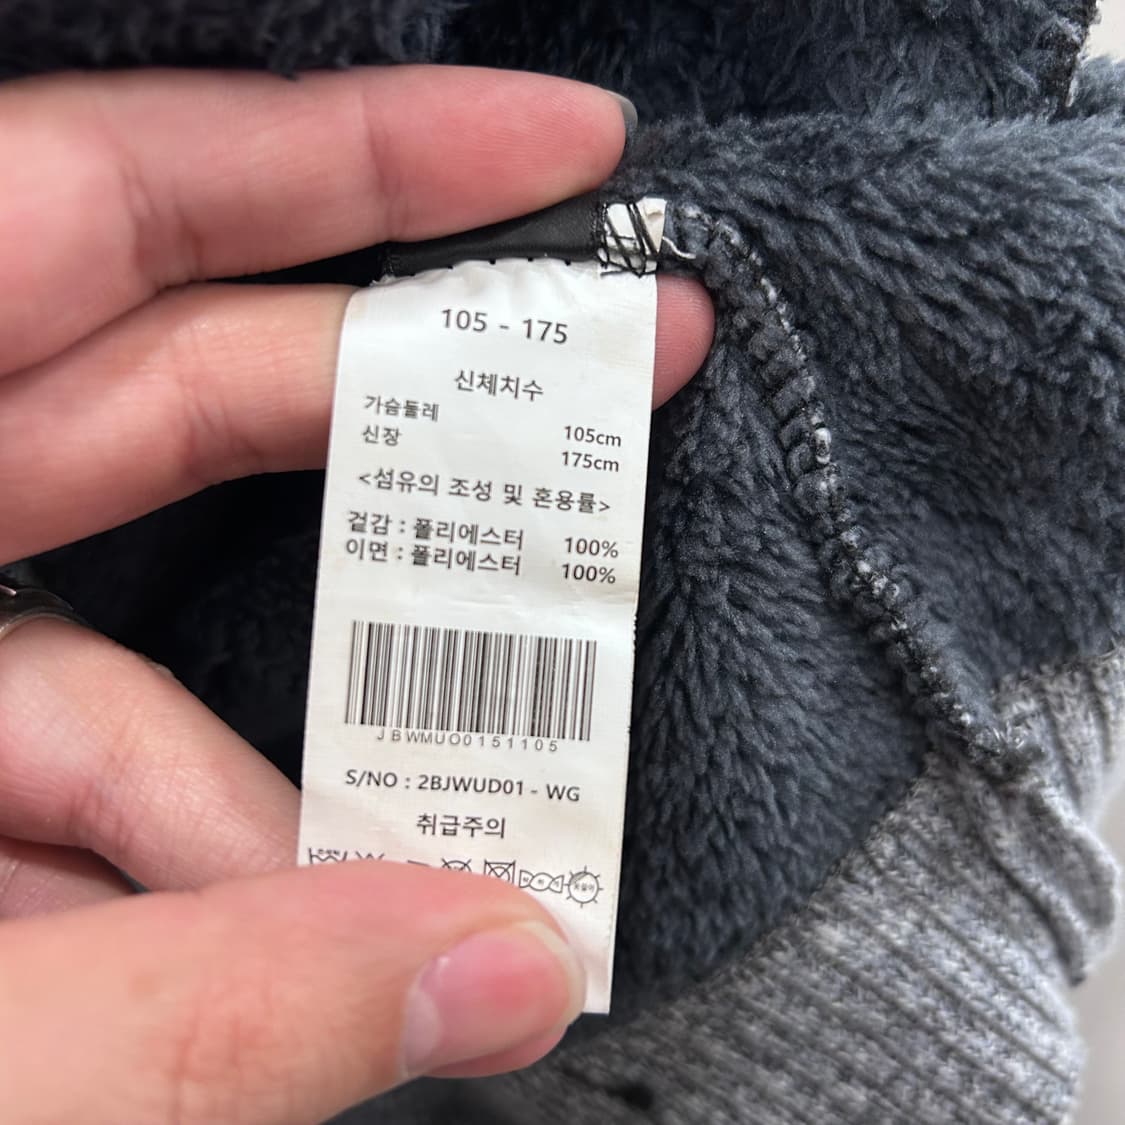 105 - 175
신체치수
가슴둘레 105cm
신장 175cm
<섬유의 조성 및 혼용률>
겉감 : 폴리에스터 100%
이면 : 폴리에스터 100%
JBWMUO0151105
S/NO : 2BJWUD01 - WG
취급주의